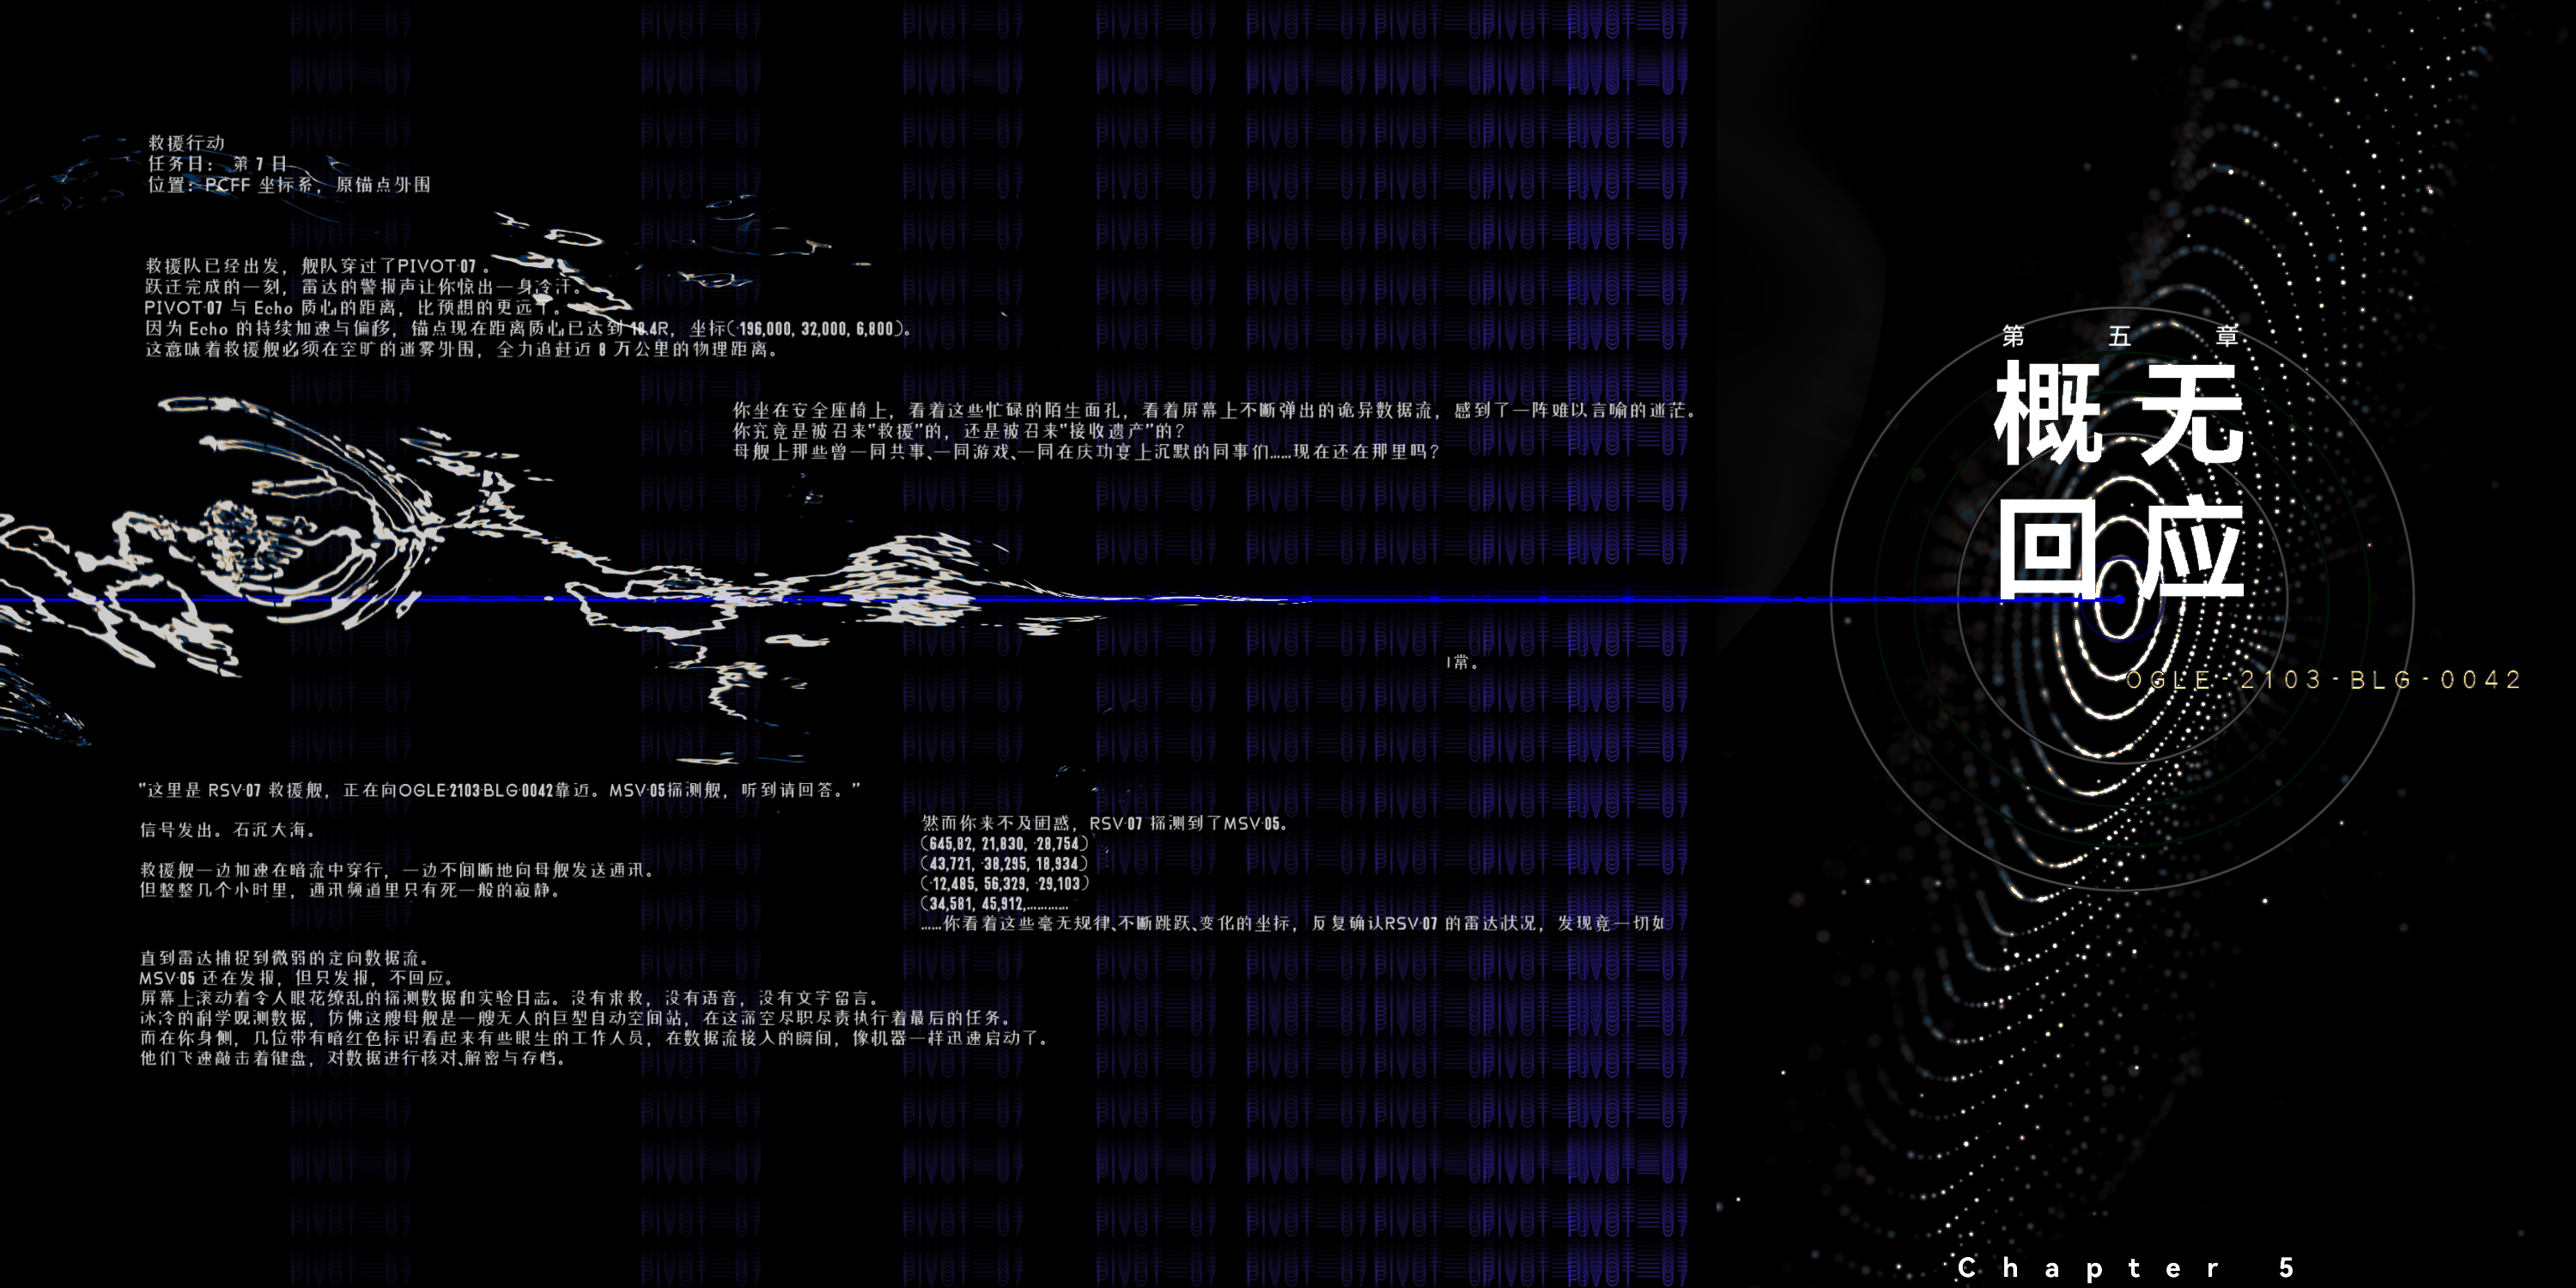 救援行动
任务日： 第 7 日
位置：PCFF 坐标系，原锚点外围
救援队已经出发，舰队穿过了PIVOT-07 。
跃迁完成的一刻，雷达的警报声让你惊出一身冷汗。
PIVOT-07 与 Echo 质心的距离，比预想的更远了。
因为 Echo 的持续加速与偏移，锚点现在距离质心已达到 18.4R，坐标(-196,000, 32,000, 6,800)。
这意味着救援舰必须在空旷的迷雾外围，全力追赶近 8 万公里的物理距离。
你坐在安全座椅上，看着这些忙碌的陌生面孔，看着屏幕上不断弹出的诡异数据流，感到了一阵难以言喻的迷茫。
你究竟是被召来"救援"的，还是被召来"接收遗产"的？
母舰上那些曾一同共事、一同游戏、一同在庆功宴上沉默的同事们……现在还在那里吗？
"这里是 RSV-07 救援舰，正在向OGLE-2103-BLG-0042靠近。MSV-05探测舰，听到请回答。"
信号发出。石沉大海。
救援舰一边加速在暗流中穿行，一边不间断地向母舰发送通讯。
但整整几个小时里，通讯频道里只有死一般的寂静。
直到雷达捕捉到微弱的定向数据流。
MSV-05 还在发报，但只发报，不回应。
屏幕上滚动着令人眼花缭乱的探测数据和实验日志。没有求救，没有语音，没有文字留言。
冰冷的科学观测数据，仿佛这艘母舰是一艘无人的巨型自动空间站，在这深空尽职尽责执行着最后的任务。
而在你身侧，几位带有暗红色标识看起来有些眼生的工作人员，在数据流接入的瞬间，像机器一样迅速启动了。
他们飞速敲击着键盘，对数据进行核对、解密与存档。
然而你来不及困惑，RSV-07 探测到了MSV-05。
(645,82, 21,830, -28,754)
(43,721, -38,295, 18,934)
(-12,485, 56,329, -29,103)
(34,581, 45,912,…………
……你看着这些毫无规律、不断跳跃、变化的坐标，反复确认RSV-07 的雷达状况，发现竟一切如
常。
第五章
概无
回应
OGLE-2103-BLG-0042
Chapter 5